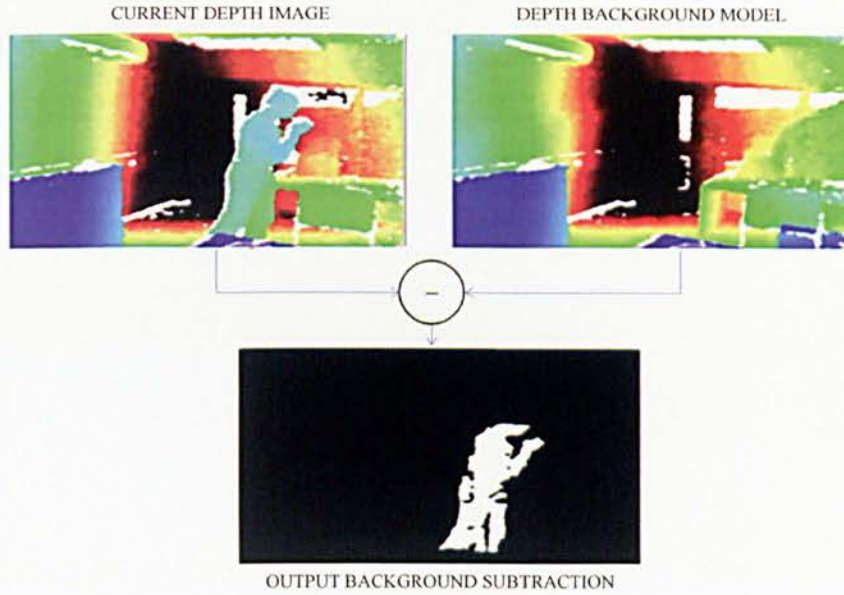 CURRENT DEPTH IMAGE
DEPTH BACKGROUND MODEL
–
OUTPUT BACKGROUND SUBTRACTION